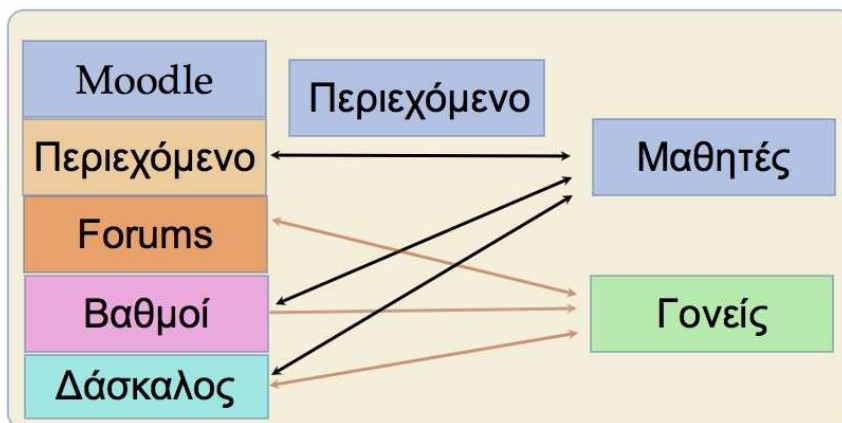 Moodle
Περιεχόμενο
Περιεχόμενο
Μαθητές
Forums
Βαθμοί
Γονείς
Δάσκαλος